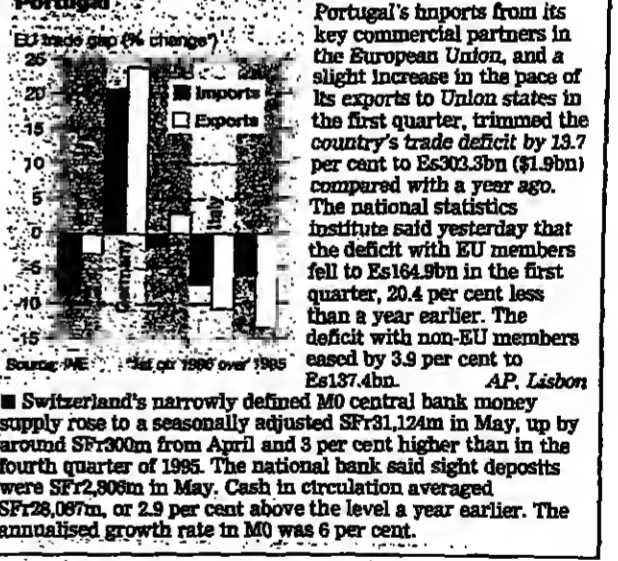 Portugal
EU trade gap (% change*)
25
20
15
10
5
0
-5
-10
-15
Imports
Exports
Germany
Italy
Source: INE *1st qtr 1996 over 1995
Portugal's imports from its
key commercial partners in
the European Union, and a
slight increase in the pace of
its exports to Union states in
the first quarter, trimmed the
country's trade deficit by 13.7
per cent to Es303.3bn ($1.9bn)
compared with a year ago.
The national statistics
institute said yesterday that
the deficit with EU members
fell to Es164.9bn in the first
quarter, 20.4 per cent less
than a year earlier. The
deficit with non-EU members
eased by 3.9 per cent to
Es137.4bn. AP, Lisbon
■ Switzerland's narrowly defined M0 central bank money
supply rose to a seasonally adjusted SFr31,124m in May, up by
around SFr300m from April and 3 per cent higher than in the
fourth quarter of 1995. The national bank said sight deposits
were SFr2,806m in May. Cash in circulation averaged
SFr28,087m, or 2.9 per cent above the level a year earlier. The
annualised growth rate in M0 was 6 per cent.